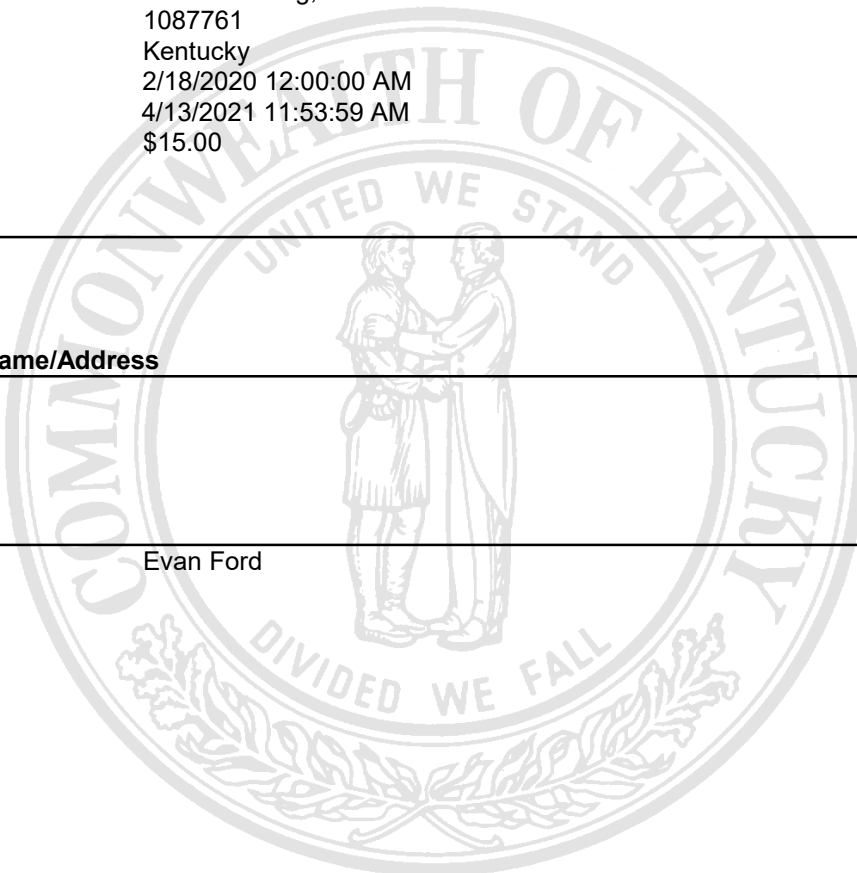 1087761
Kentucky
2/18/2020 12:00:00 AM
4/13/2021 11:53:59 AM
$15.00
COMMONWEALTH OF KENTUCKY
UNITED WE STAND
ame/Address
Evan Ford
DIVIDED WE FALL